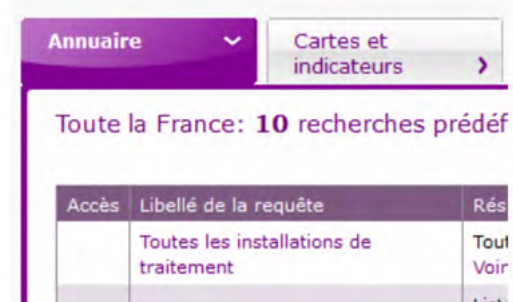 Annuaire
Cartes et
indicateurs
Toute la France: 10 recherches prédéf
Accès Libellé de la requête Rés
Toutes les installations de Tout
traitement Voir